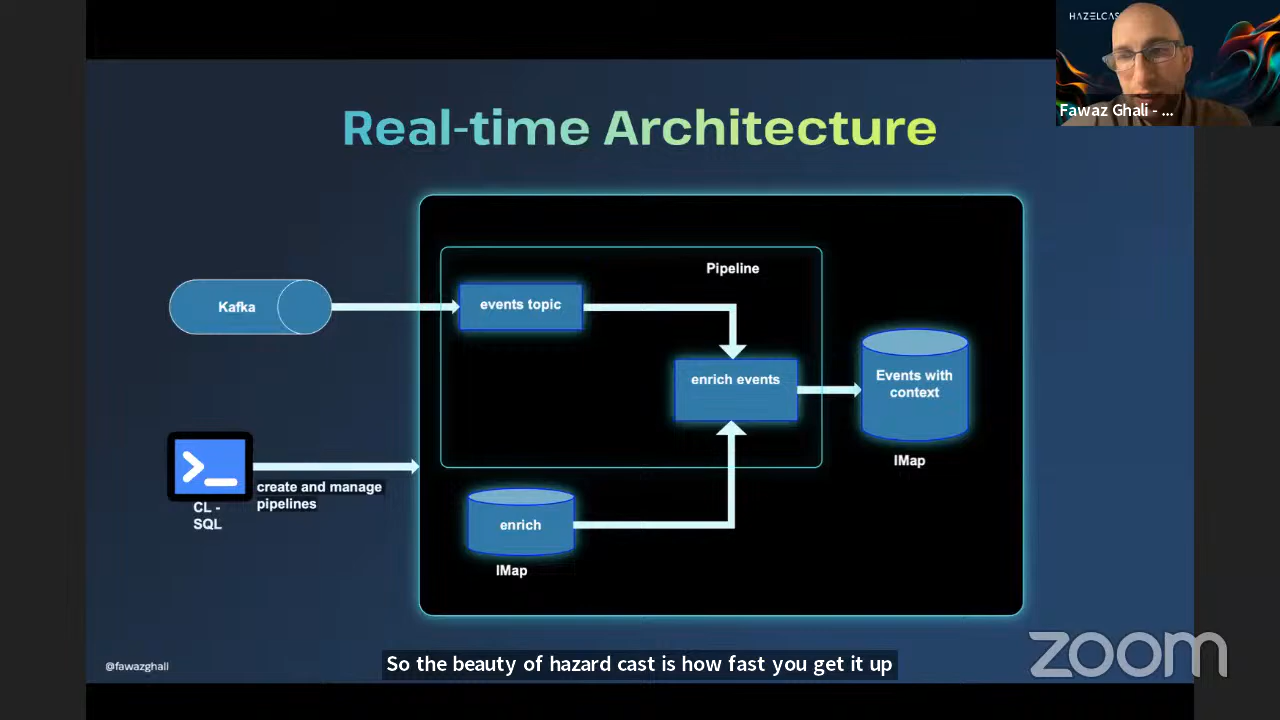 HAZELCAS
Fawaz Ghali - ...
Real-time Architecture
Pipeline
Kafka
events topic
enrich events
Events with
context
IMap
create and manage
pipelines
CL -
SQL
enrich
IMap
@fawazghali
So the beauty of hazard cast is how fast you get it up
zoom